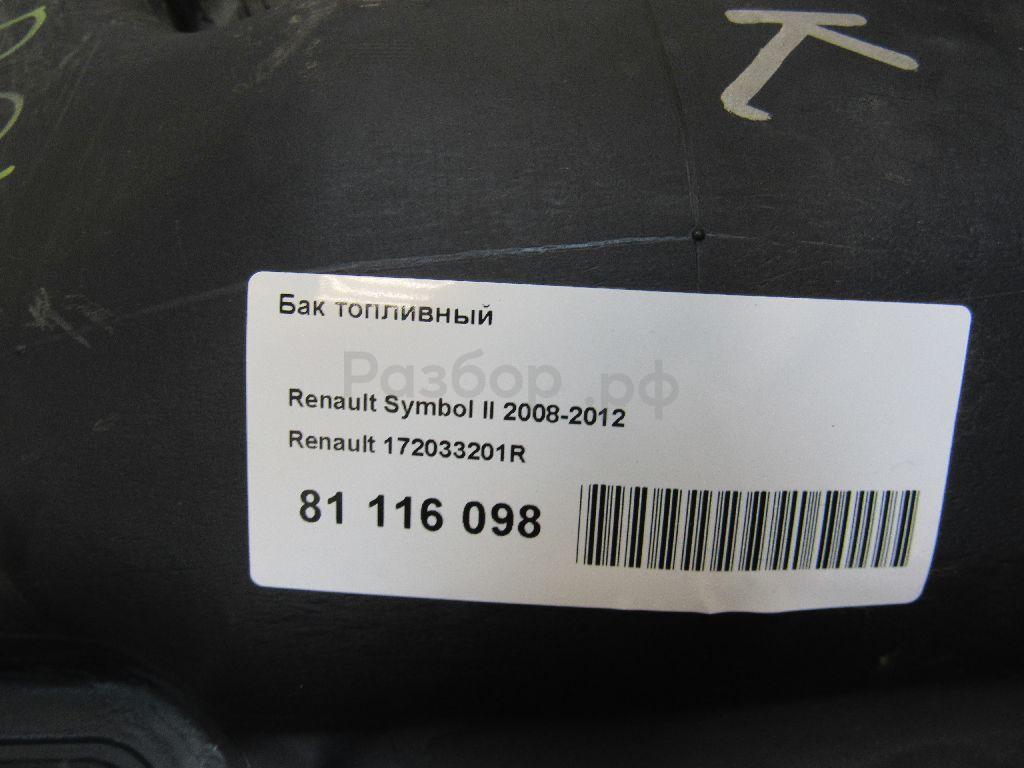 К
Бак топливный
Разбор.рф
Renault Symbol II 2008-2012
Renault 172033201R
81 116 098